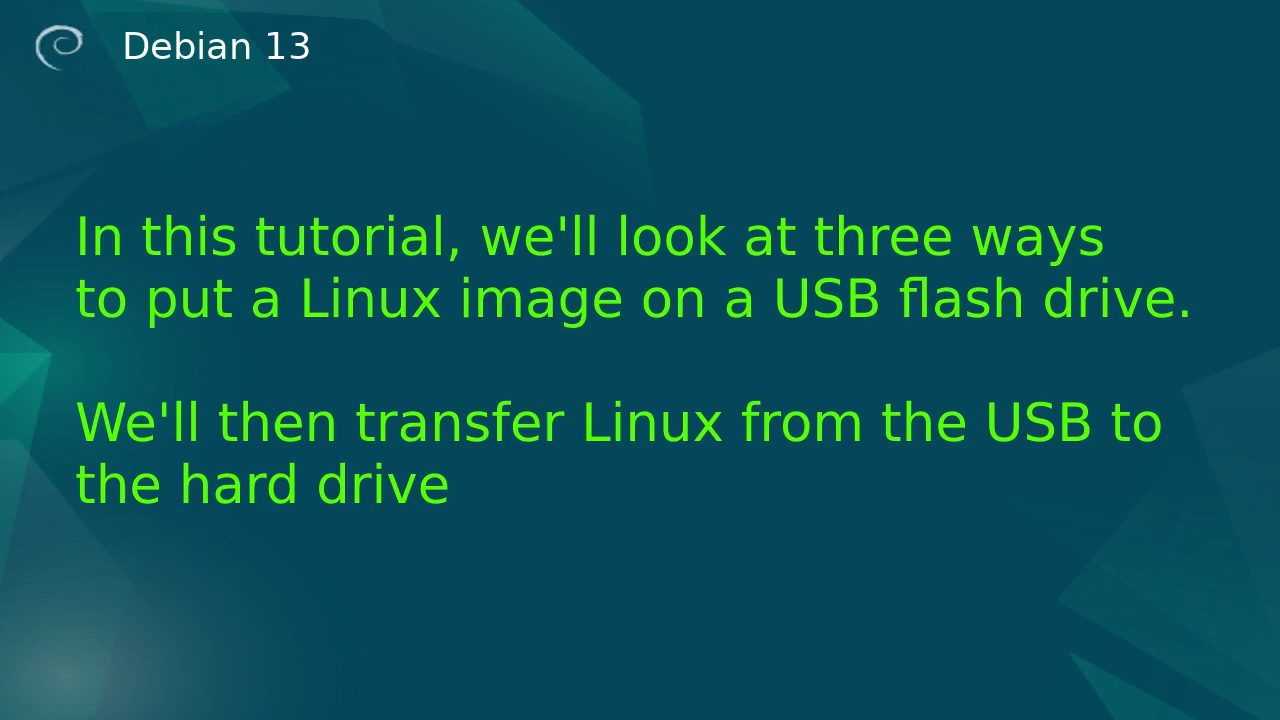 Debian 13
In this tutorial, we'll look at three ways
to put a Linux image on a USB flash drive.
We'll then transfer Linux from the USB to
the hard drive